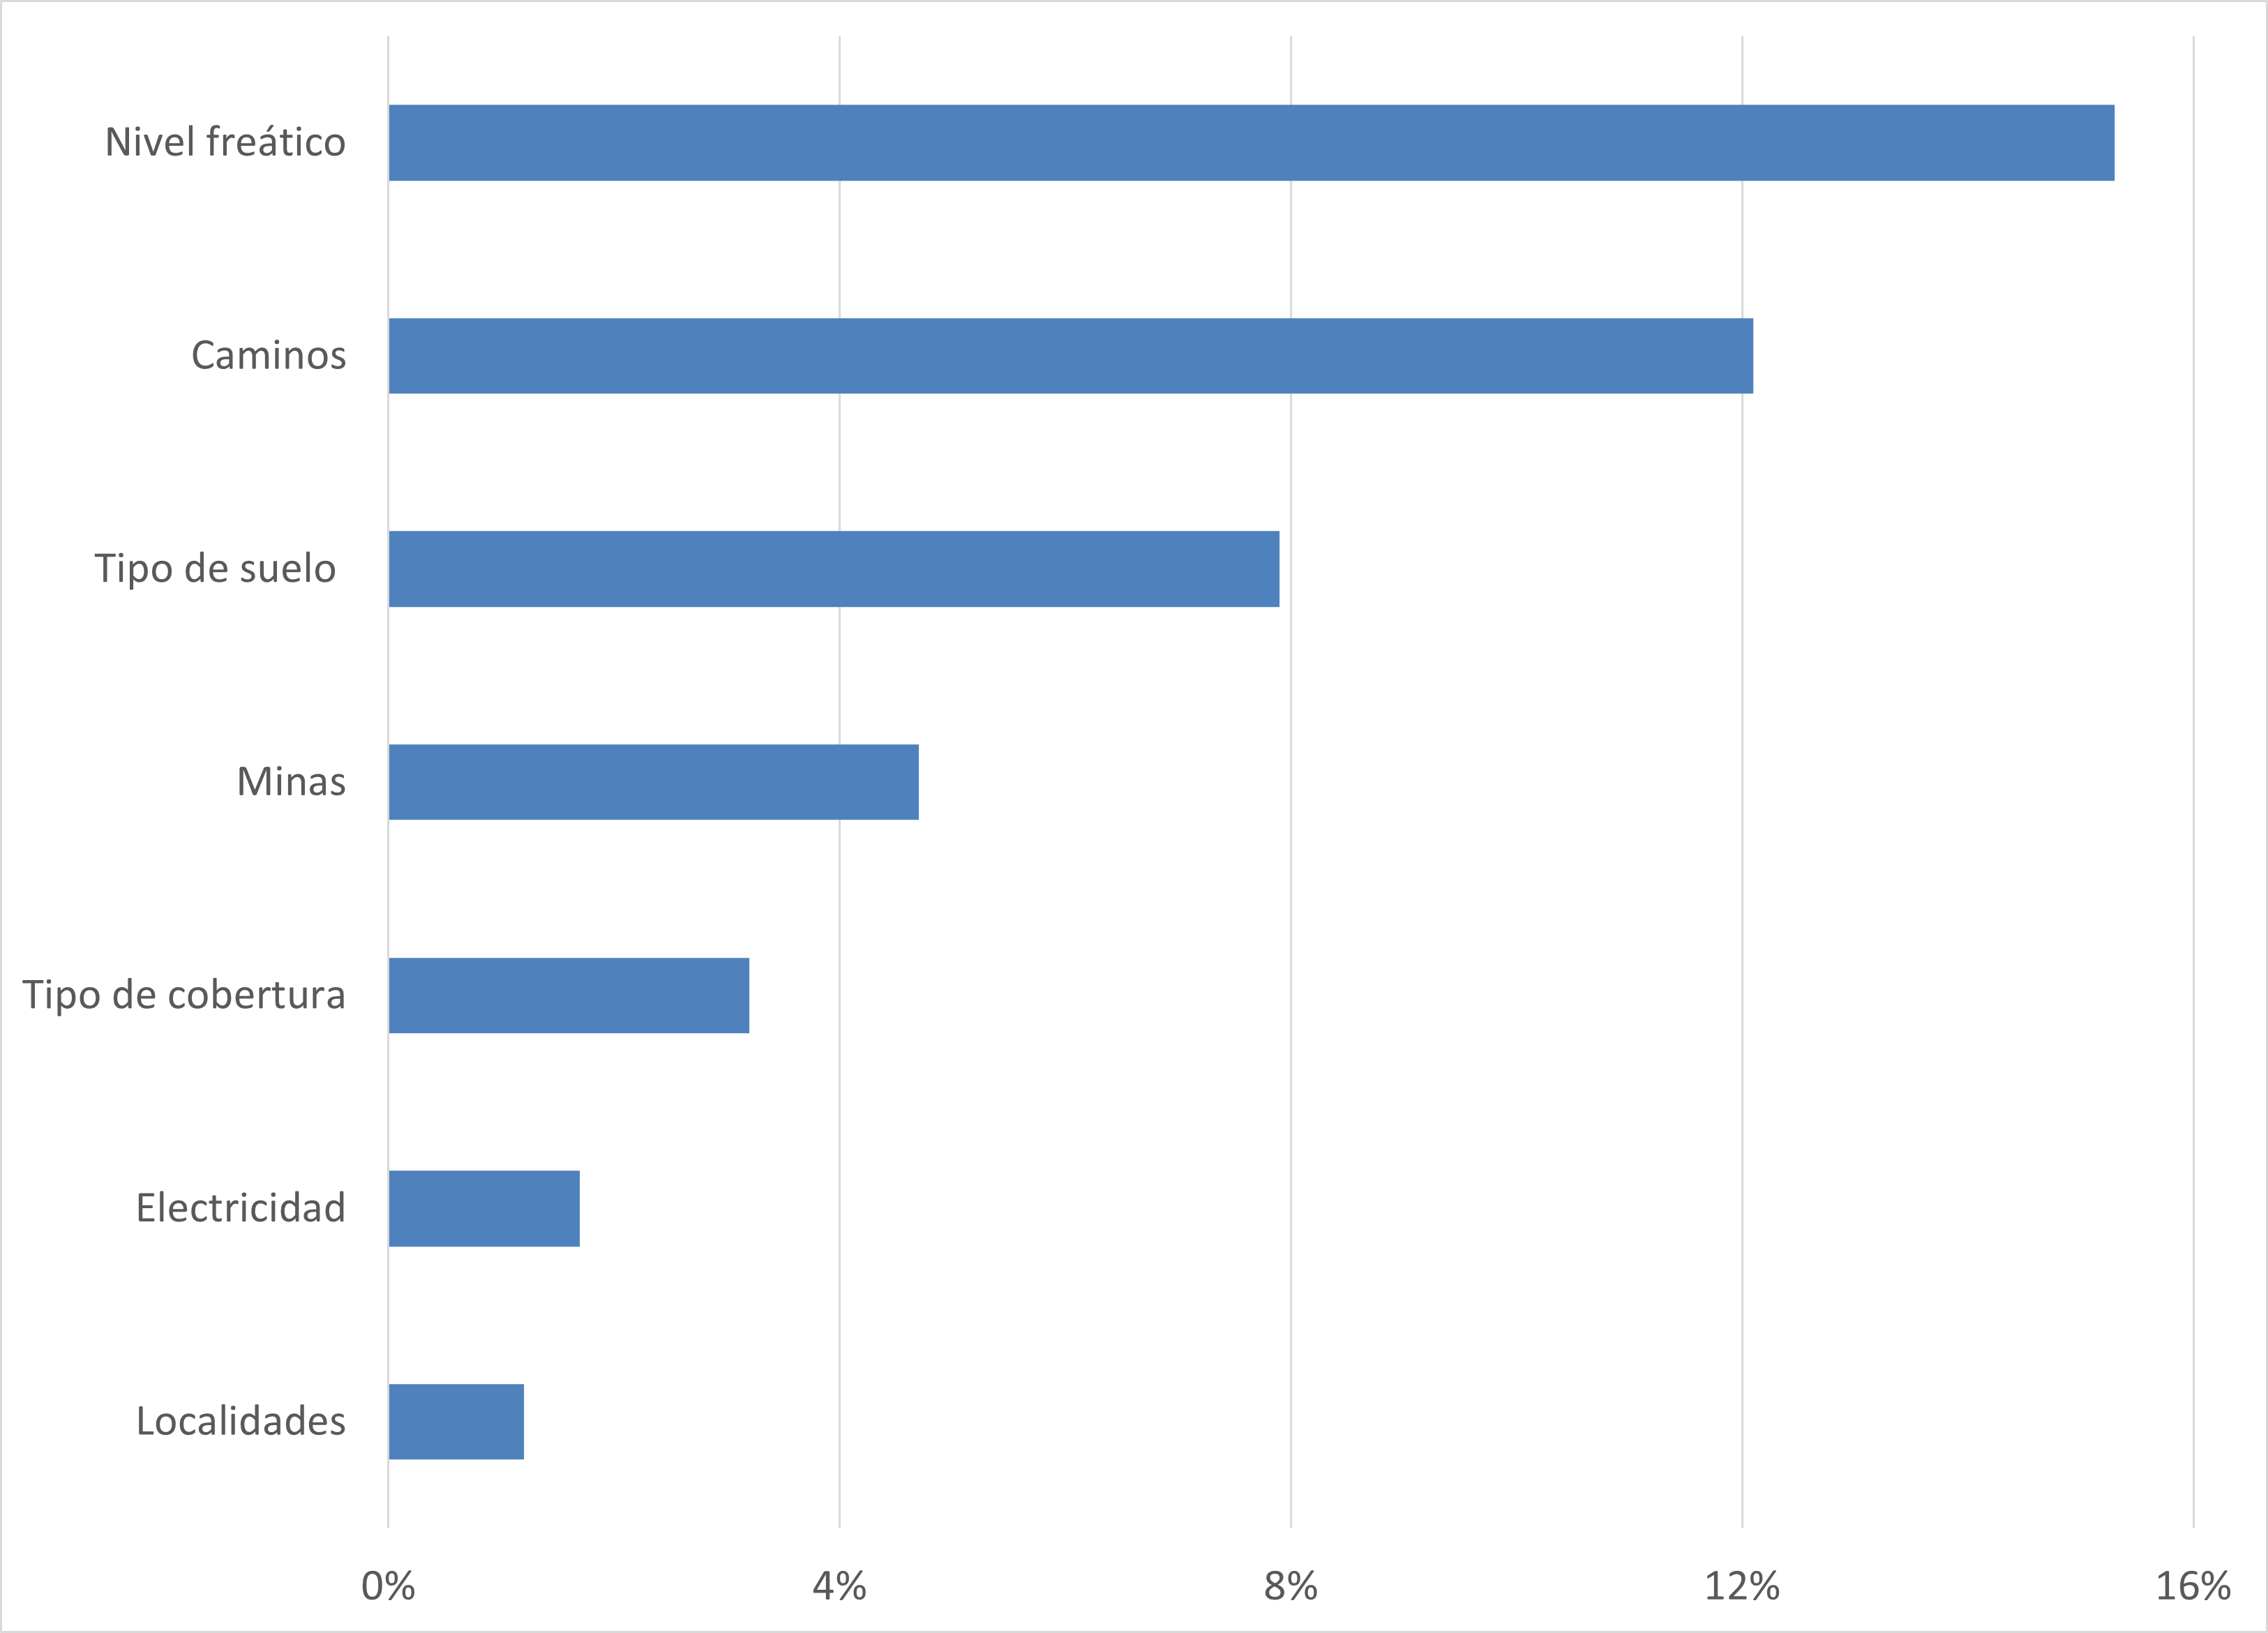 Nivel freático
Caminos
Tipo de suelo
Minas
Tipo de cobertura
Electricidad
Localidades
0% 4% 8% 12% 16%